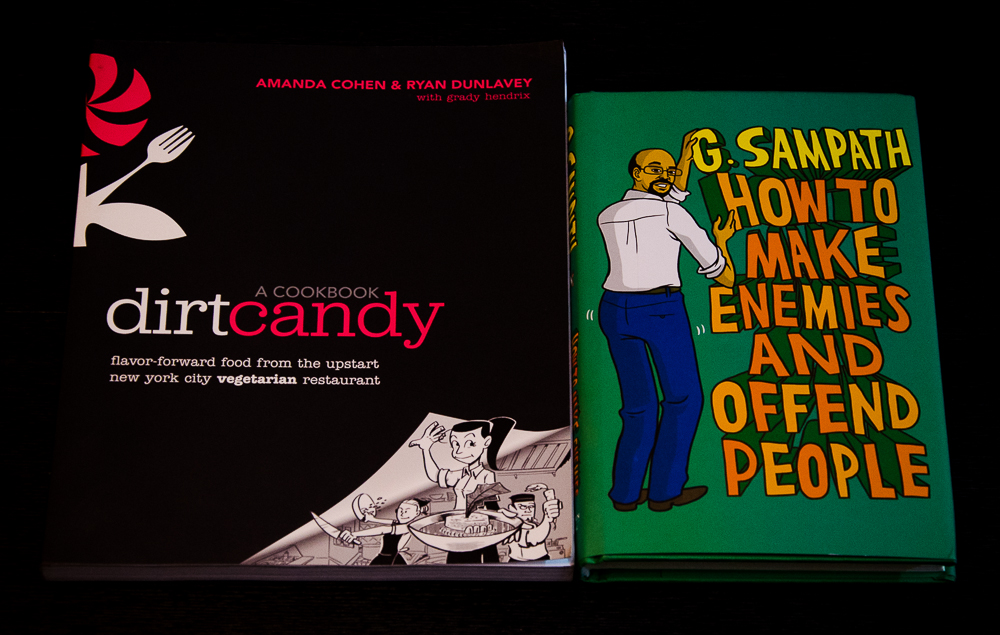 AMANDA COHEN & RYAN DUNLAVEY
with grady hendrix
A COOKBOOK
dirtcandy
flavor-forward food from the upstart
new york city vegetarian restaurant
G. SAMPATH
HOW TO
MAKE
ENEMIES
AND
OFFEND
PEOPLE